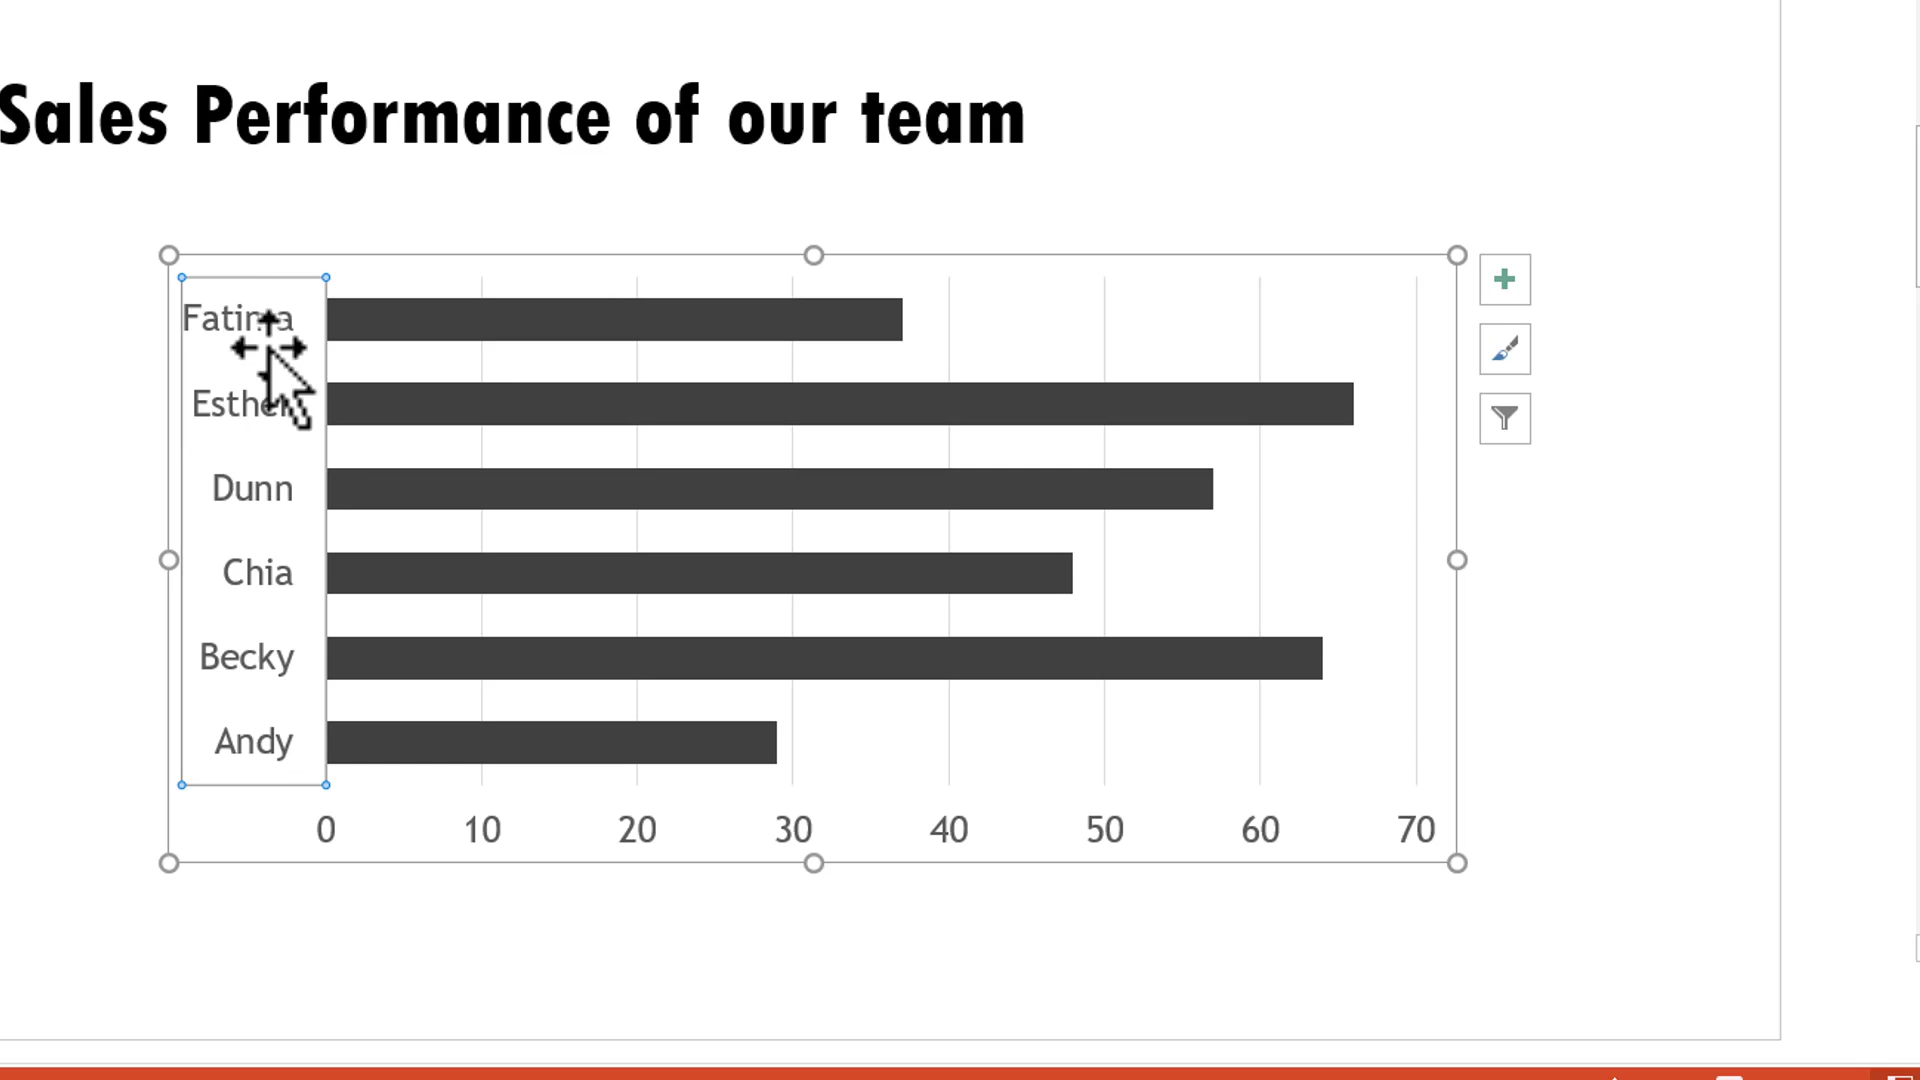 Sales Performance of our team
Fatima
Esther
Dunn
Chia
Becky
Andy
0 10 20 30 40 50 60 70